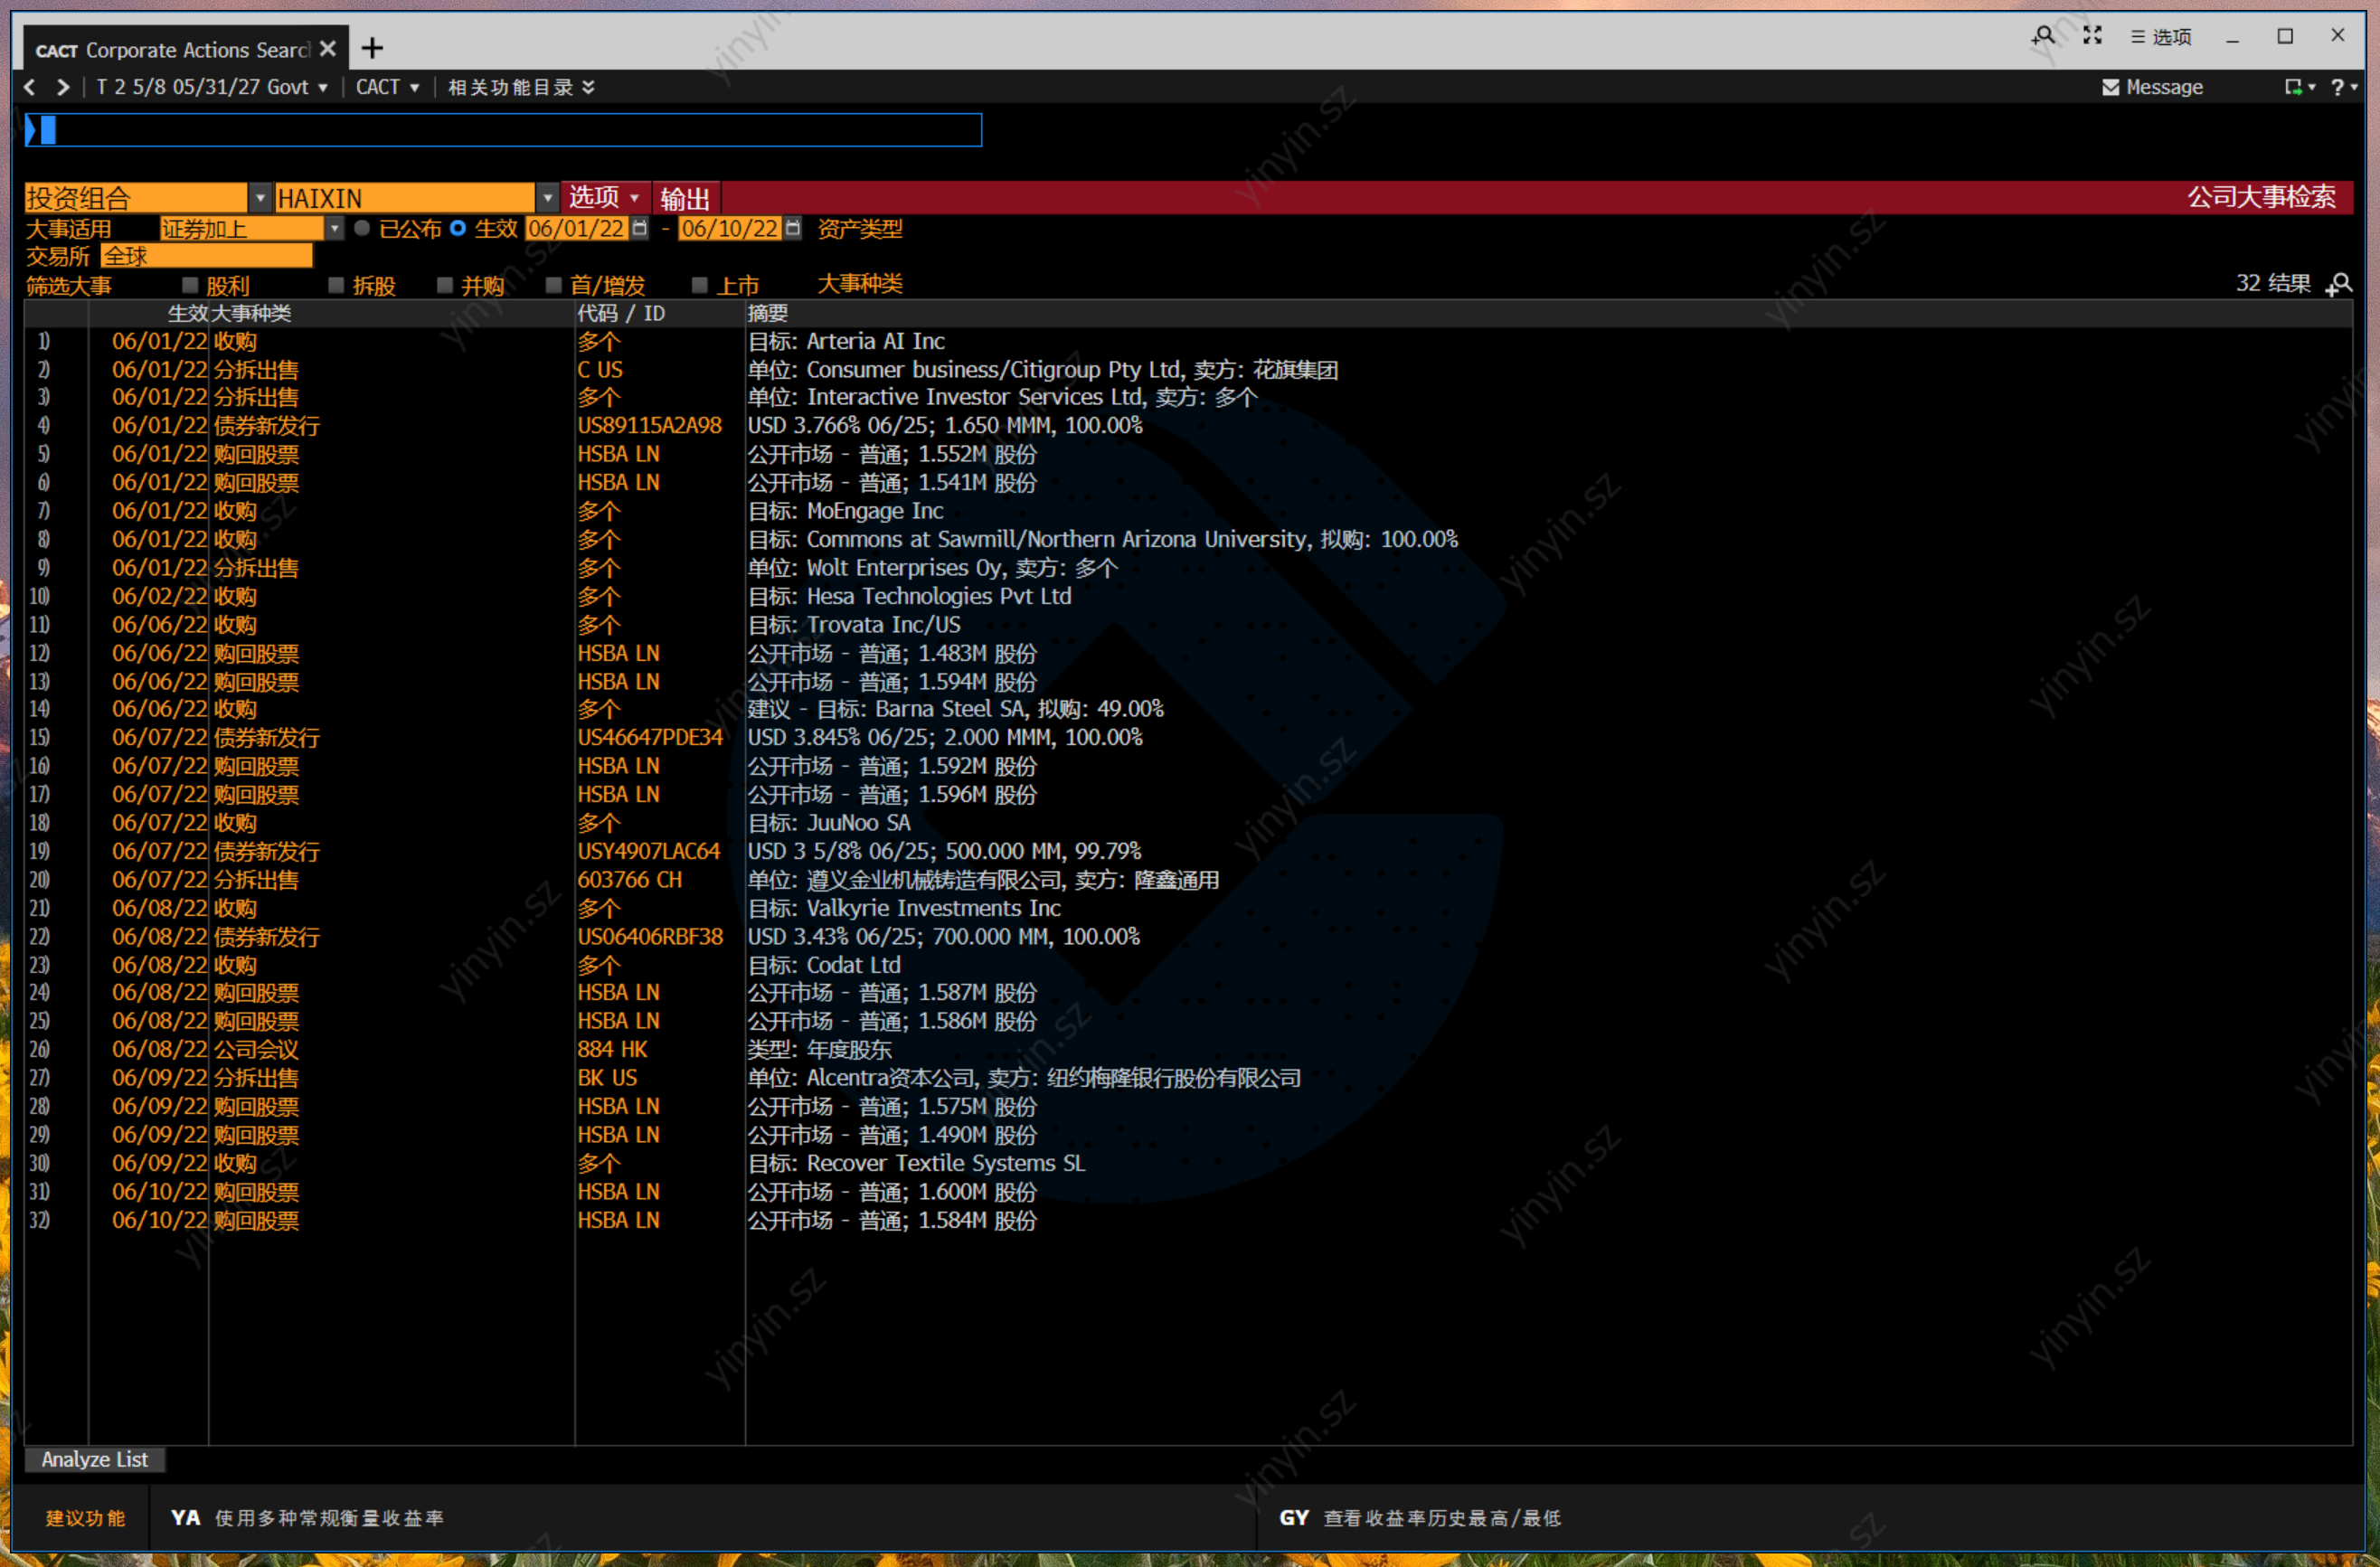 CACT Corporate Actions Searc
选项
T 2 5/8 05/31/27 Govt CACT 相关功能目录 Message ?
投资组合 HAIXIN 选项 输出 公司大事检索
大事适用 证券加上 已公布 生效 06/01/22 - 06/10/22 资产类型
交易所 全球
筛选大事 股利 拆股 并购 首/增发 上市 大事种类 32 结果
生效 大事种类 代码 / ID 摘要
1) 06/01/22 收购 多个 目标: Arteria AI Inc
2) 06/01/22 分拆出售 C US 单位: Consumer business/Citigroup Pty Ltd, 卖方: 花旗集团
3) 06/01/22 分拆出售 多个 单位: Interactive Investor Services Ltd, 卖方: 多个
4) 06/01/22 债券新发行 US89115A2A98 USD 3.766% 06/25; 1.650 MMM, 100.00%
5) 06/01/22 购回股票 HSBA LN 公开市场 - 普通; 1.552M 股份
6) 06/01/22 购回股票 HSBA LN 公开市场 - 普通; 1.541M 股份
7) 06/01/22 收购 多个 目标: MoEngage Inc
8) 06/01/22 收购 多个 目标: Commons at Sawmill/Northern Arizona University, 拟购: 100.00%
9) 06/01/22 分拆出售 多个 单位: Wolt Enterprises Oy, 卖方: 多个
10) 06/02/22 收购 多个 目标: Hesa Technologies Pvt Ltd
11) 06/06/22 收购 多个 目标: Trovata Inc/US
12) 06/06/22 购回股票 HSBA LN 公开市场 - 普通; 1.483M 股份
13) 06/06/22 购回股票 HSBA LN 公开市场 - 普通; 1.594M 股份
14) 06/06/22 收购 多个 建议 - 目标: Barna Steel SA, 拟购: 49.00%
15) 06/07/22 债券新发行 US46647PDE34 USD 3.845% 06/25; 2.000 MMM, 100.00%
16) 06/07/22 购回股票 HSBA LN 公开市场 - 普通; 1.592M 股份
17) 06/07/22 购回股票 HSBA LN 公开市场 - 普通; 1.596M 股份
18) 06/07/22 收购 多个 目标: JuuNoo SA
19) 06/07/22 债券新发行 USY4907LAC64 USD 3 5/8% 06/25; 500.000 MM, 99.79%
20) 06/07/22 分拆出售 603766 CH 单位: 遵义金业机械铸造有限公司, 卖方: 隆鑫通用
21) 06/08/22 收购 多个 目标: Valkyrie Investments Inc
22) 06/08/22 债券新发行 US06406RBF38 USD 3.43% 06/25; 700.000 MM, 100.00%
23) 06/08/22 收购 多个 目标: Codat Ltd
24) 06/08/22 购回股票 HSBA LN 公开市场 - 普通; 1.587M 股份
25) 06/08/22 购回股票 HSBA LN 公开市场 - 普通; 1.586M 股份
26) 06/08/22 公司会议 884 HK 类型: 年度股东
27) 06/09/22 分拆出售 BK US 单位: Alcentra资本公司, 卖方: 纽约梅隆银行股份有限公司
28) 06/09/22 购回股票 HSBA LN 公开市场 - 普通; 1.575M 股份
29) 06/09/22 购回股票 HSBA LN 公开市场 - 普通; 1.490M 股份
30) 06/09/22 收购 多个 目标: Recover Textile Systems SL
31) 06/10/22 购回股票 HSBA LN 公开市场 - 普通; 1.600M 股份
32) 06/10/22 购回股票 HSBA LN 公开市场 - 普通; 1.584M 股份
Analyze List
建议功能 YA 使用多种常规衡量收益率 GY 查看收益率历史最高/最低
yinyin.sz